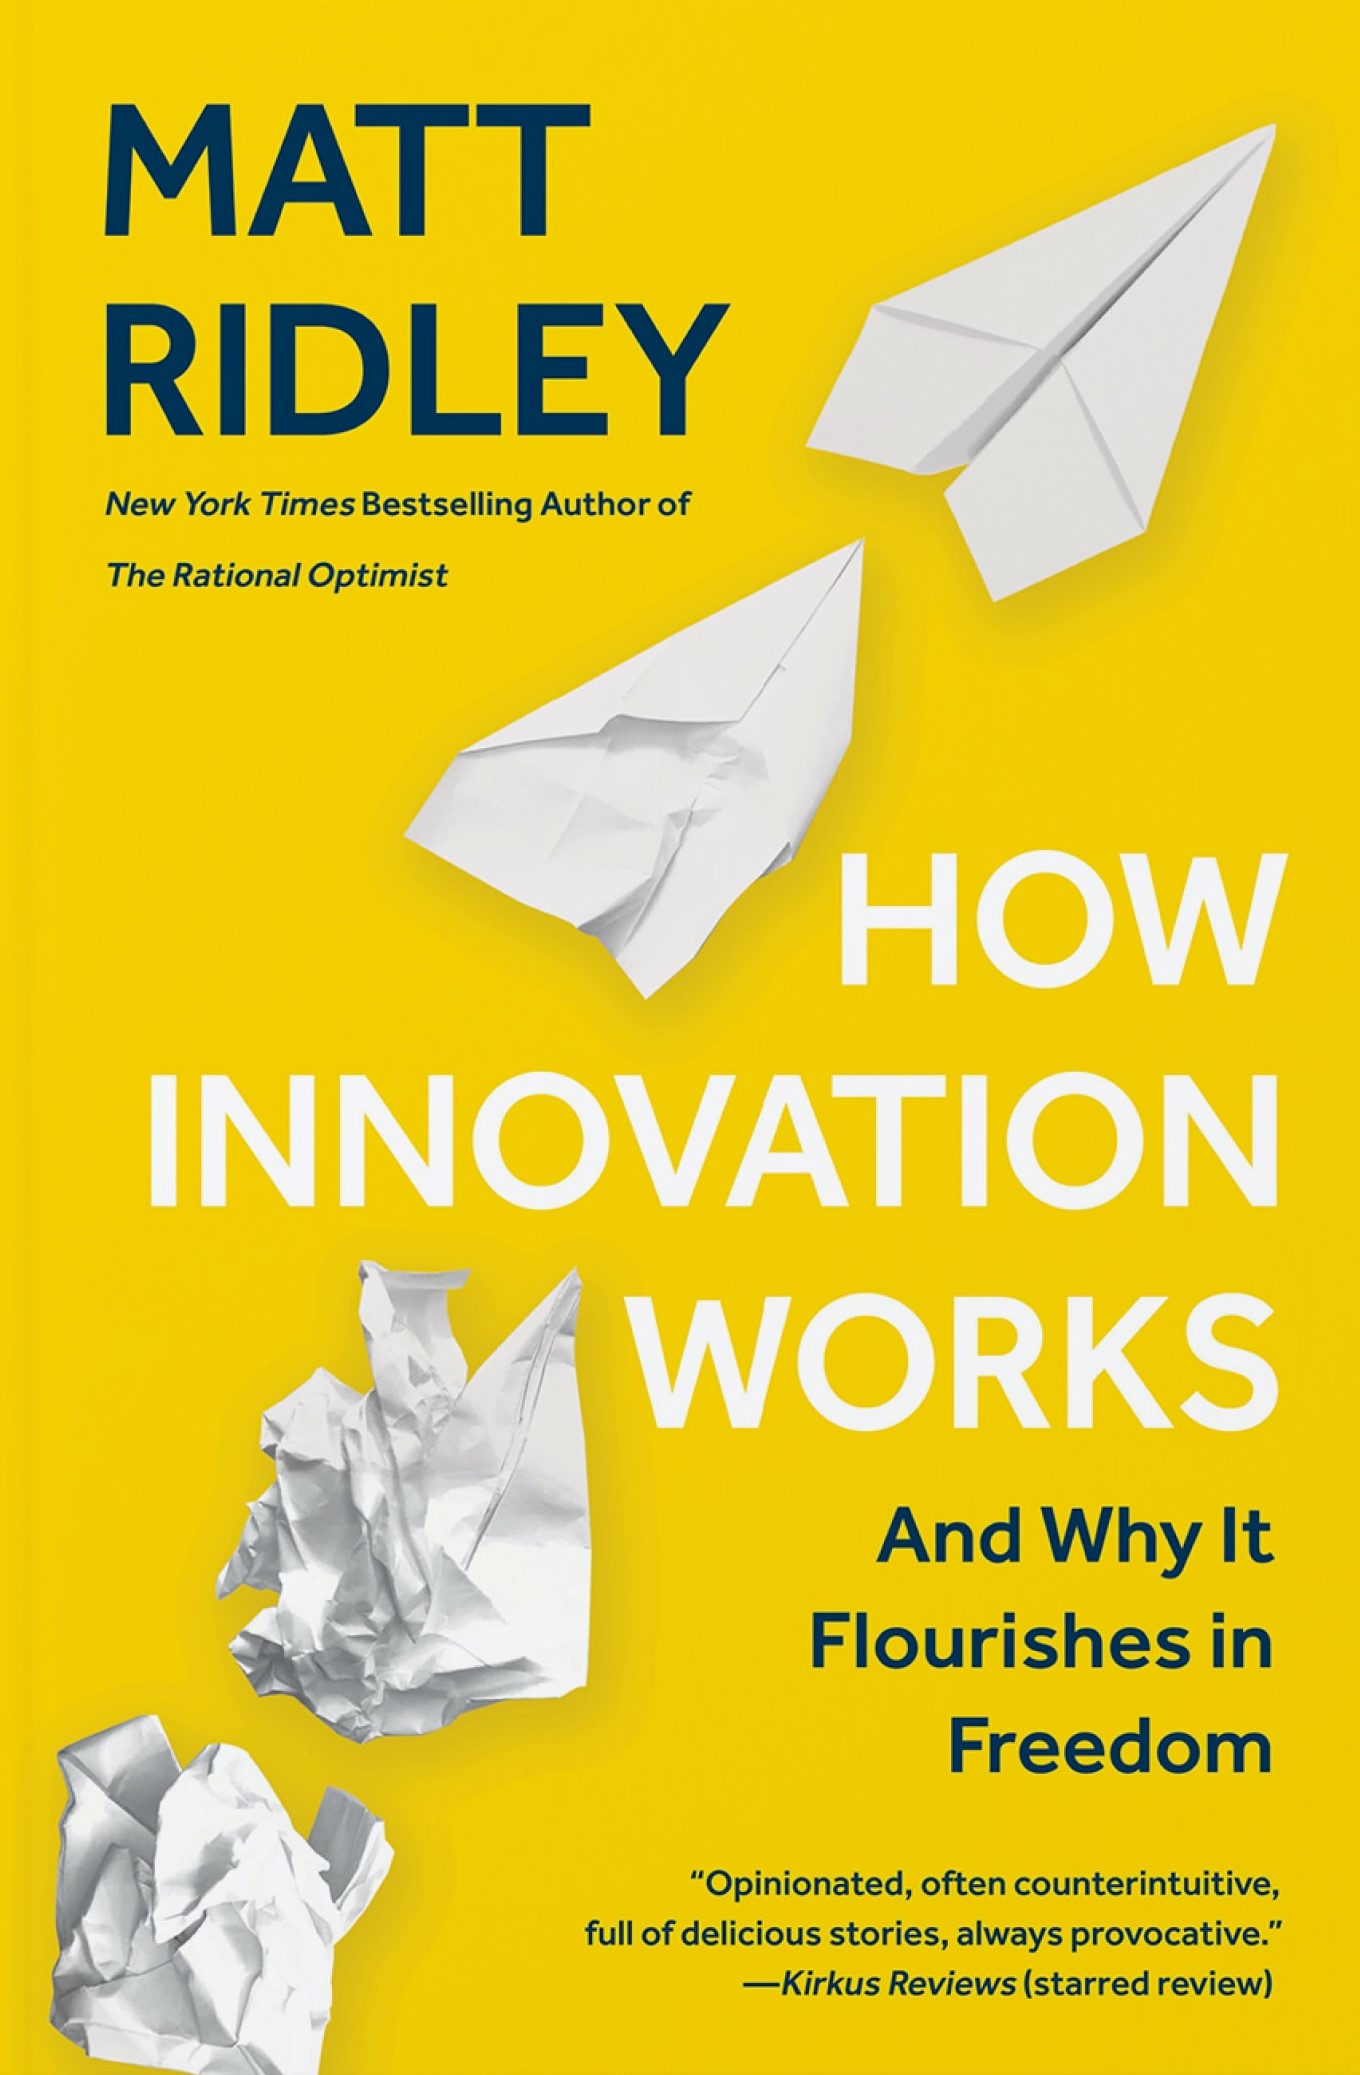 MATT
RIDLEY
New York Times Bestselling Author of
The Rational Optimist
HOW
INNOVATION
WORKS
And Why It
Flourishes in
Freedom
“Opinionated, often counterintuitive,
full of delicious stories, always provocative.”
—Kirkus Reviews (starred review)